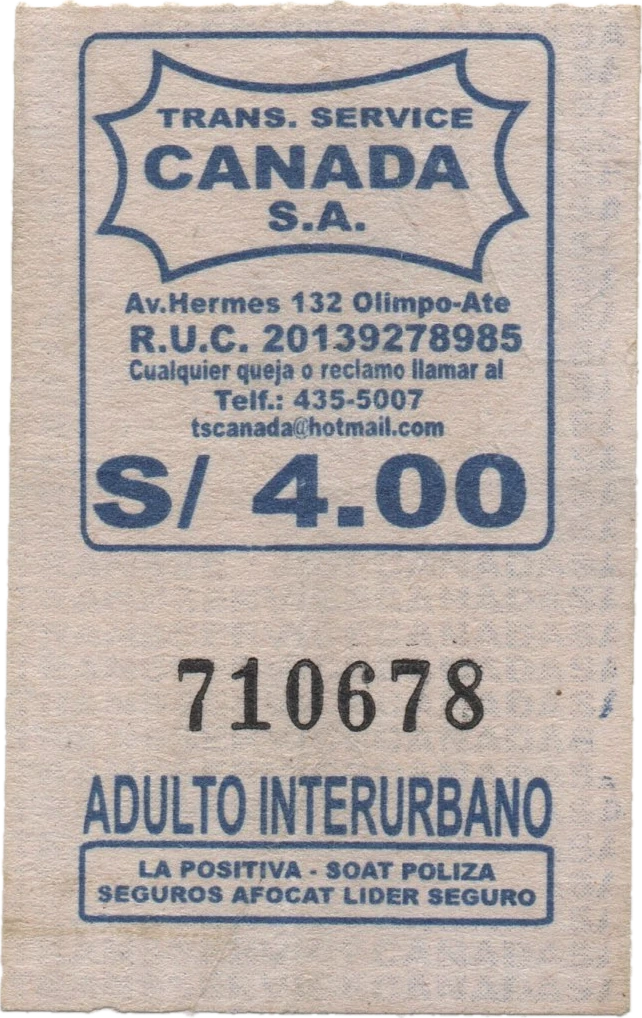 TRANS. SERVICE
CANADA
S.A.
Av.Hermes 132 Olimpo-Ate
R.U.C. 20139278985
Cualquier queja o reclamo llamar al
Telf.: 435-5007
tscanada@hotmail.com
S/ 4.00
710678
ADULTO INTERURBANO
LA POSITIVA - SOAT POLIZA
SEGUROS AFOCAT LIDER SEGURO